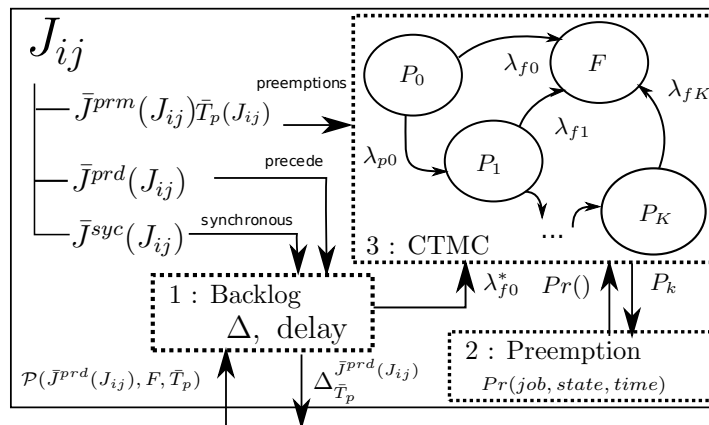 J_{ij}
preemptions
\bar{J}^{prm}(J_{ij}) \bar{T}_p(J_{ij})
precede
\bar{J}^{prd}(J_{ij})
synchronous
\bar{J}^{syc}(J_{ij})
P_0
F
λ_{f0}
λ_{fK}
λ_{p0}
P_1
λ_{f1}
P_K
...
3 : CTMC
1 : Backlog
Δ, delay
λ^*_{f0}
Pr()
P_k
2 : Preemption
Pr(job, state, time)
\mathcal{P}(\bar{J}^{prd}(J_{ij}), F, \bar{T}_p)
Δ^{\bar{J}^{prd}(J_{ij})}_{\bar{T}_p}